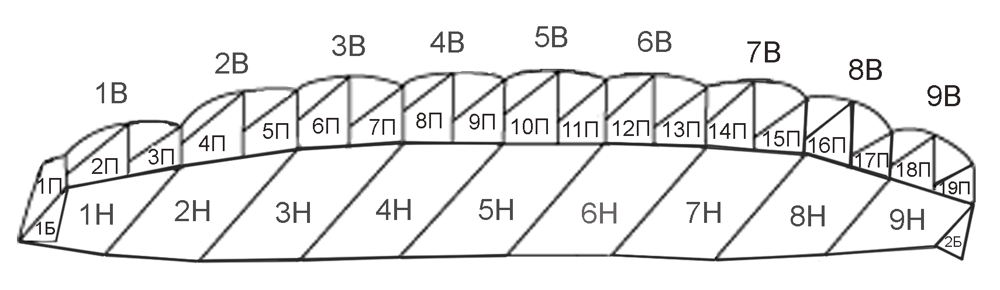 1В 2В 3В 4В 5В 6В 7В 8В 9В
1П 2П 3П 4П 5П 6П 7П 8П 9П 10П 11П 12П 13П 14П 15П 16П 17П 18П 19П
1Н 2Н 3Н 4Н 5Н 6Н 7Н 8Н 9Н
1Б 2Б